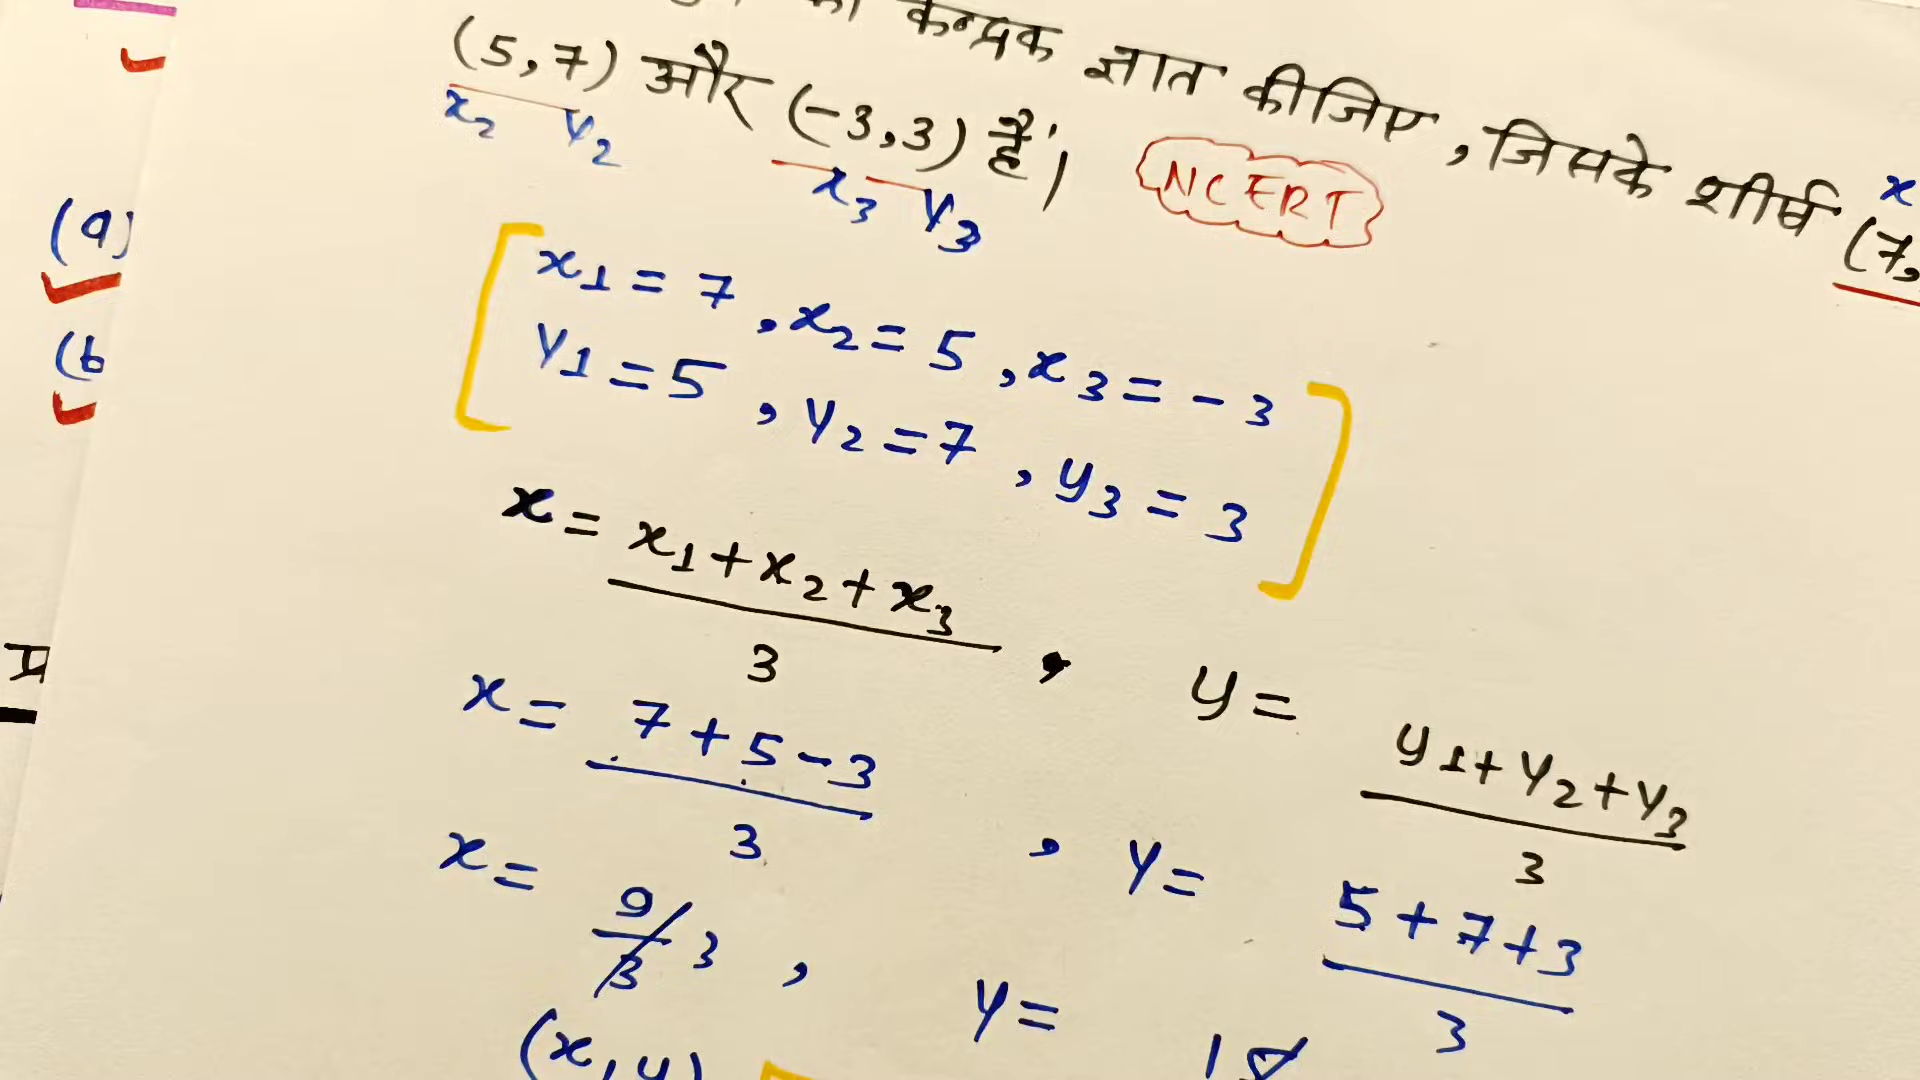 केन्द्रक ज्ञात कीजिए, जिसके शीर्ष (7,
(5,7) और (-3,3) हैं।
x₂ y₂ x₃ y₃ x
NCERT
(a)
(b
x₁ = 7, x₂ = 5, x₃ = -3
y₁ = 5, y₂ = 7, y₃ = 3
x = x₁+x₂+x₃/3, y = y₁+y₂+y₃/3
x = 7+5-3/3, y = 5+7+3/3
x = 9/3 3, y =
(x,y)